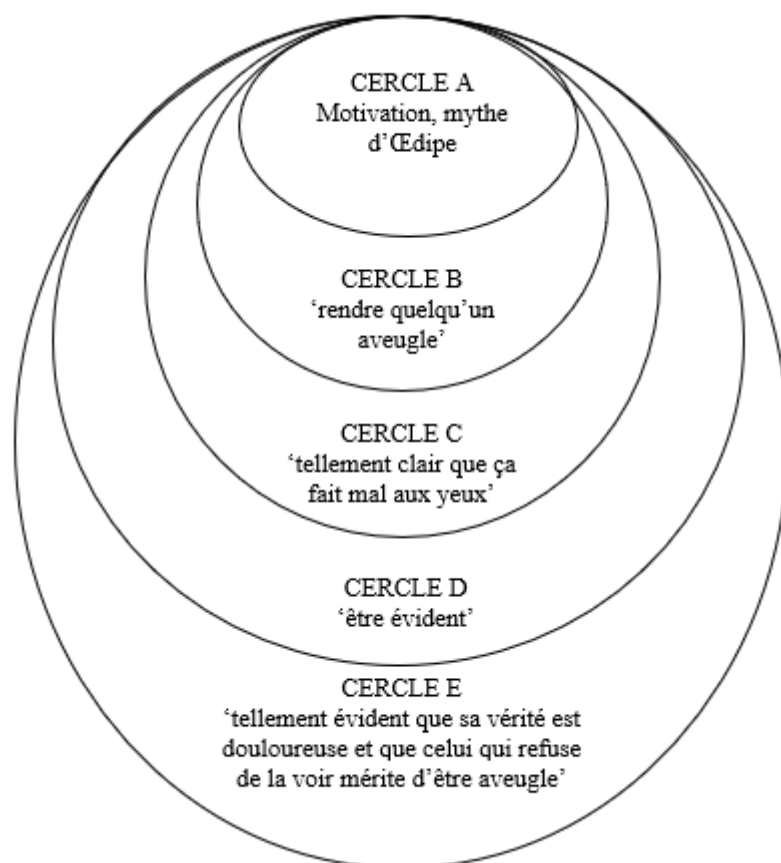 CERCLE A
Motivation, mythe
d’Œdipe
CERCLE B
‘rendre quelqu’un
aveugle’
CERCLE C
‘tellement clair que ça
fait mal aux yeux’
CERCLE D
‘être évident’
CERCLE E
‘tellement évident que sa vérité est
douloureuse et que celui qui refuse
de la voir mérite d’être aveugle’